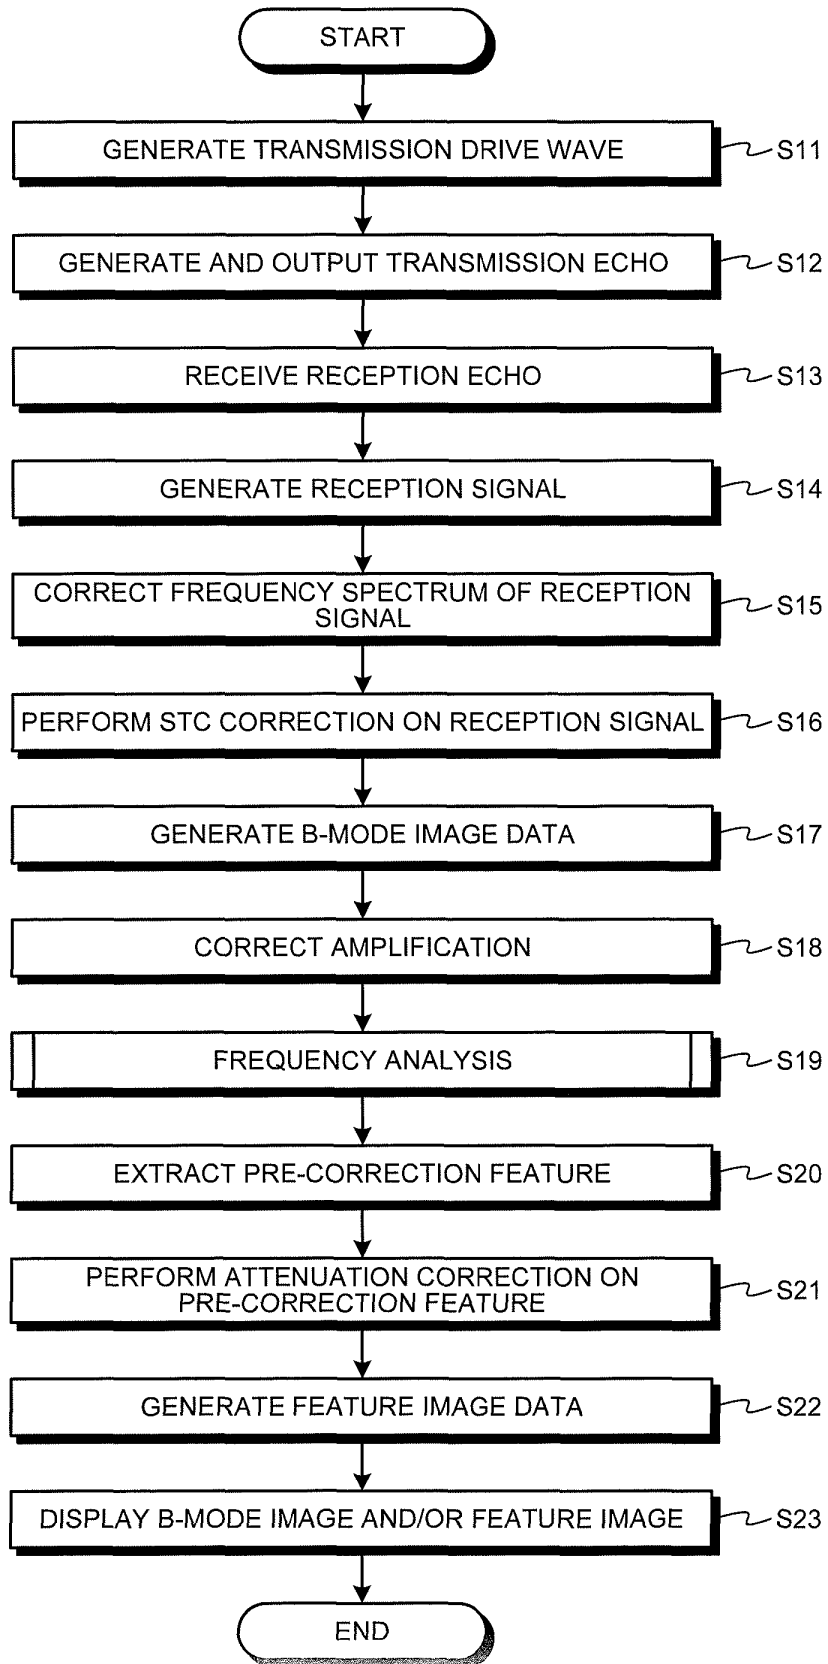 START
GENERATE TRANSMISSION DRIVE WAVE
S11
GENERATE AND OUTPUT TRANSMISSION ECHO
S12
RECEIVE RECEPTION ECHO
S13
GENERATE RECEPTION SIGNAL
S14
CORRECT FREQUENCY SPECTRUM OF RECEPTION
SIGNAL
S15
PERFORM STC CORRECTION ON RECEPTION SIGNAL
S16
GENERATE B-MODE IMAGE DATA
S17
CORRECT AMPLIFICATION
S18
FREQUENCY ANALYSIS
S19
EXTRACT PRE-CORRECTION FEATURE
S20
PERFORM ATTENUATION CORRECTION ON
PRE-CORRECTION FEATURE
S21
GENERATE FEATURE IMAGE DATA
S22
DISPLAY B-MODE IMAGE AND/OR FEATURE IMAGE
S23
END